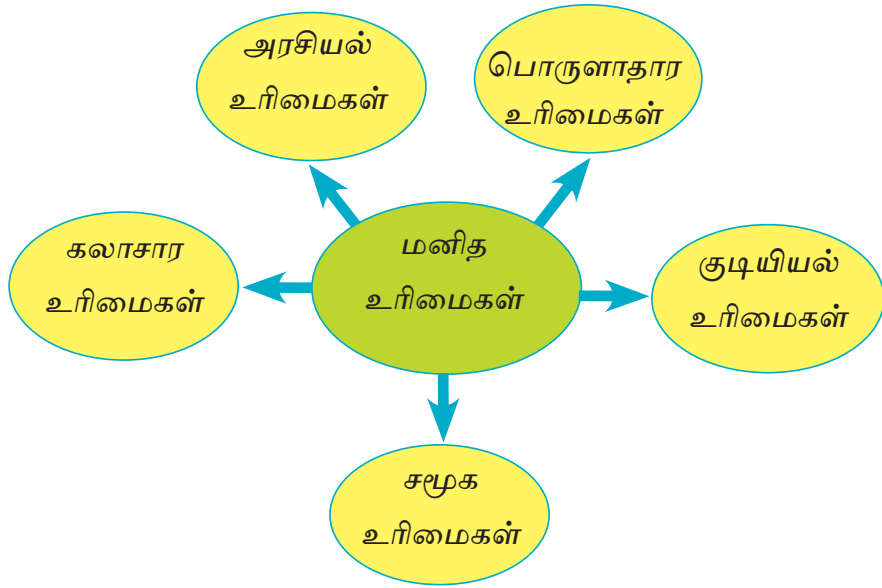 அரசியல்
உரிமைகள்
பொருளாதார
உரிமைகள்
கலாசார
உரிமைகள்
மனித
உரிமைகள்
குடியியல்
உரிமைகள்
சமூக
உரிமைகள்